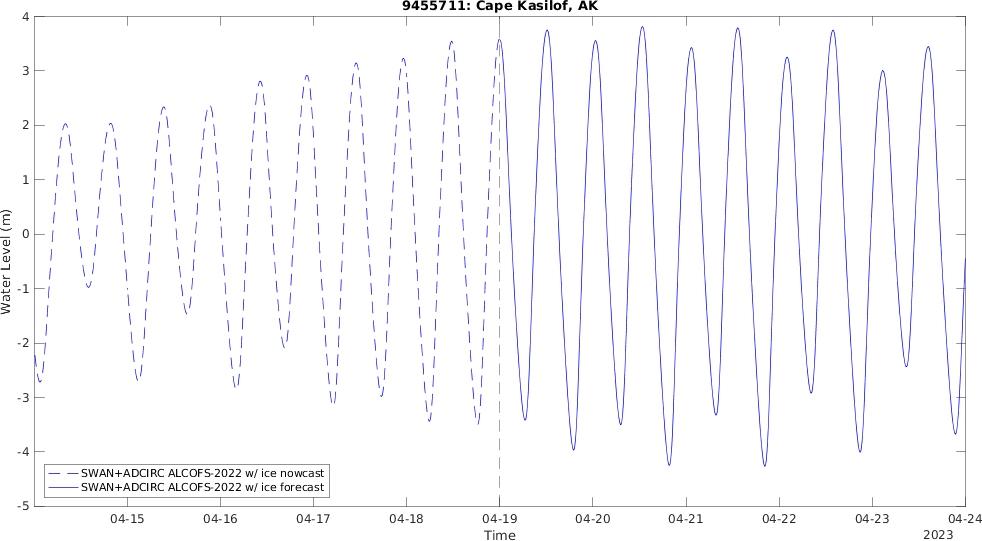 9455711: Cape Kasilof, AK
4
3
2
1
0
-1
-2
-3
-4
-5
Water Level (m)
SWAN+ADCIRC ALCOFS-2022 w/ ice nowcast
SWAN+ADCIRC ALCOFS-2022 w/ ice forecast
04-15 04-16 04-17 04-18 04-19 04-20 04-21 04-22 04-23 04-24
Time
2023